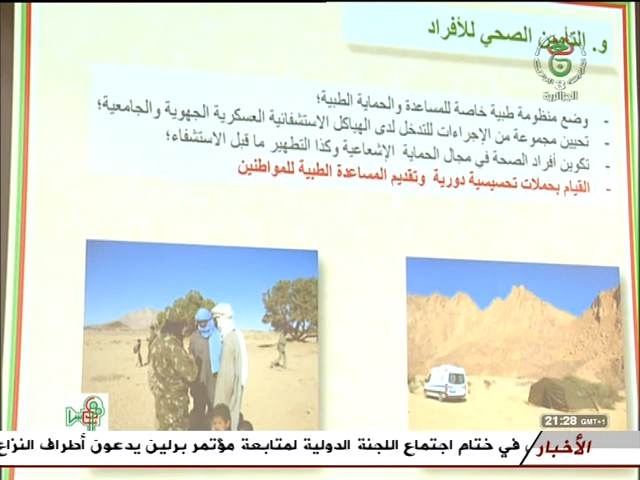 و. التأمين الصحي للأفراد
- وضع منظومة طبية خاصة للمساعدة والحماية الطبية؛
- تحيين مجموعة من الإجراءات للتدخل لدى الهياكل الاستشفائية العسكرية الجهوية والجامعية؛
- تكوين أفراد الصحة في مجال الحماية الإشعاعية وكذا التطهير ما قبل الاستشفاء؛
- القيام بحملات تحسيسية دورية وتقديم المساعدة الطبية للمواطنين
3
الجزائرية
21:28 GMT+1
الأخبار
في ختام اجتماع اللجنة الدولية لمتابعة مؤتمر برلين يدعون أطراف النزاع